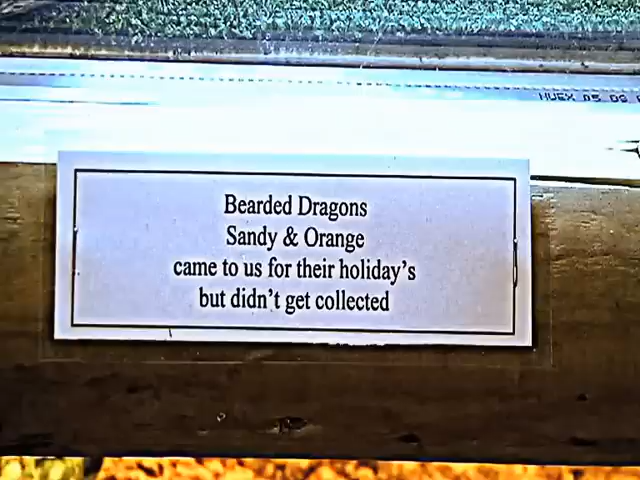 Bearded Dragons
Sandy & Orange
came to us for their holiday's
but didn't get collected